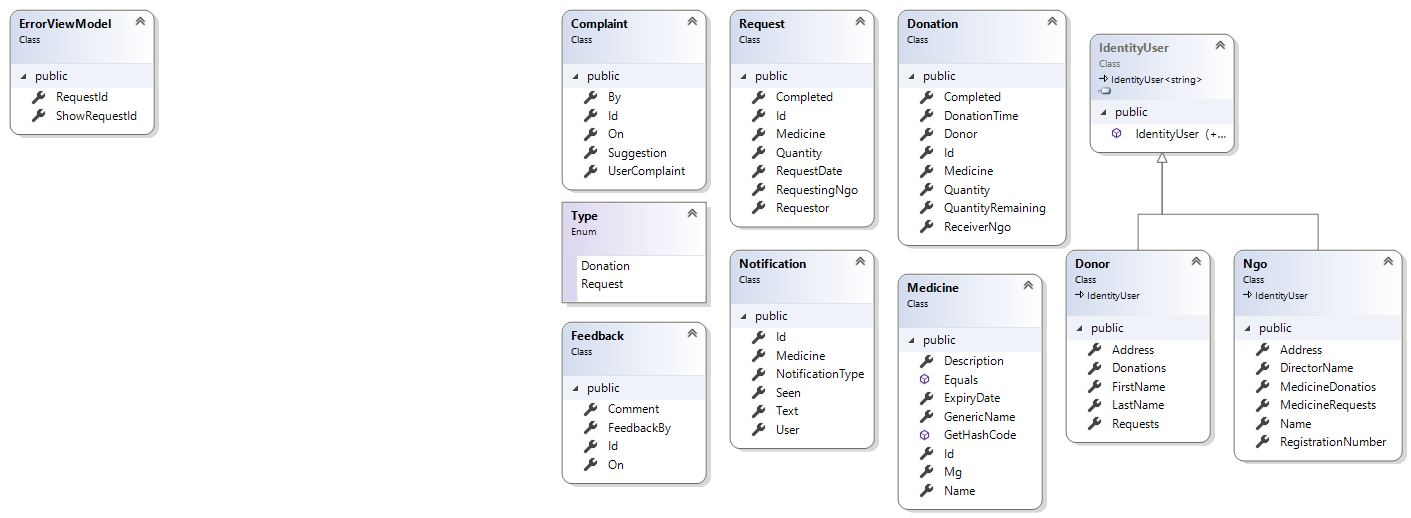 ErrorViewModel
Class
public
RequestId
ShowRequestId
Complaint
Class
public
By
Id
On
Suggestion
UserComplaint
Type
Enum
Donation
Request
Feedback
Class
public
Comment
FeedbackBy
Id
On
Request
Class
public
Completed
Id
Medicine
Quantity
RequestDate
RequestingNgo
Requestor
Notification
Class
public
Id
Medicine
NotificationType
Seen
Text
User
Donation
Class
public
Completed
DonationTime
Donor
Id
Medicine
Quantity
QuantityRemaining
ReceiverNgo
Medicine
Class
public
Description
Equals
ExpiryDate
GenericName
GetHashCode
Id
Mg
Name
IdentityUser
Class
IdentityUser<string>
public
IdentityUser (+...
Donor
Class
IdentityUser
public
Address
Donations
FirstName
LastName
Requests
Ngo
Class
IdentityUser
public
Address
DirectorName
MedicineDonatios
MedicineRequests
Name
RegistrationNumber